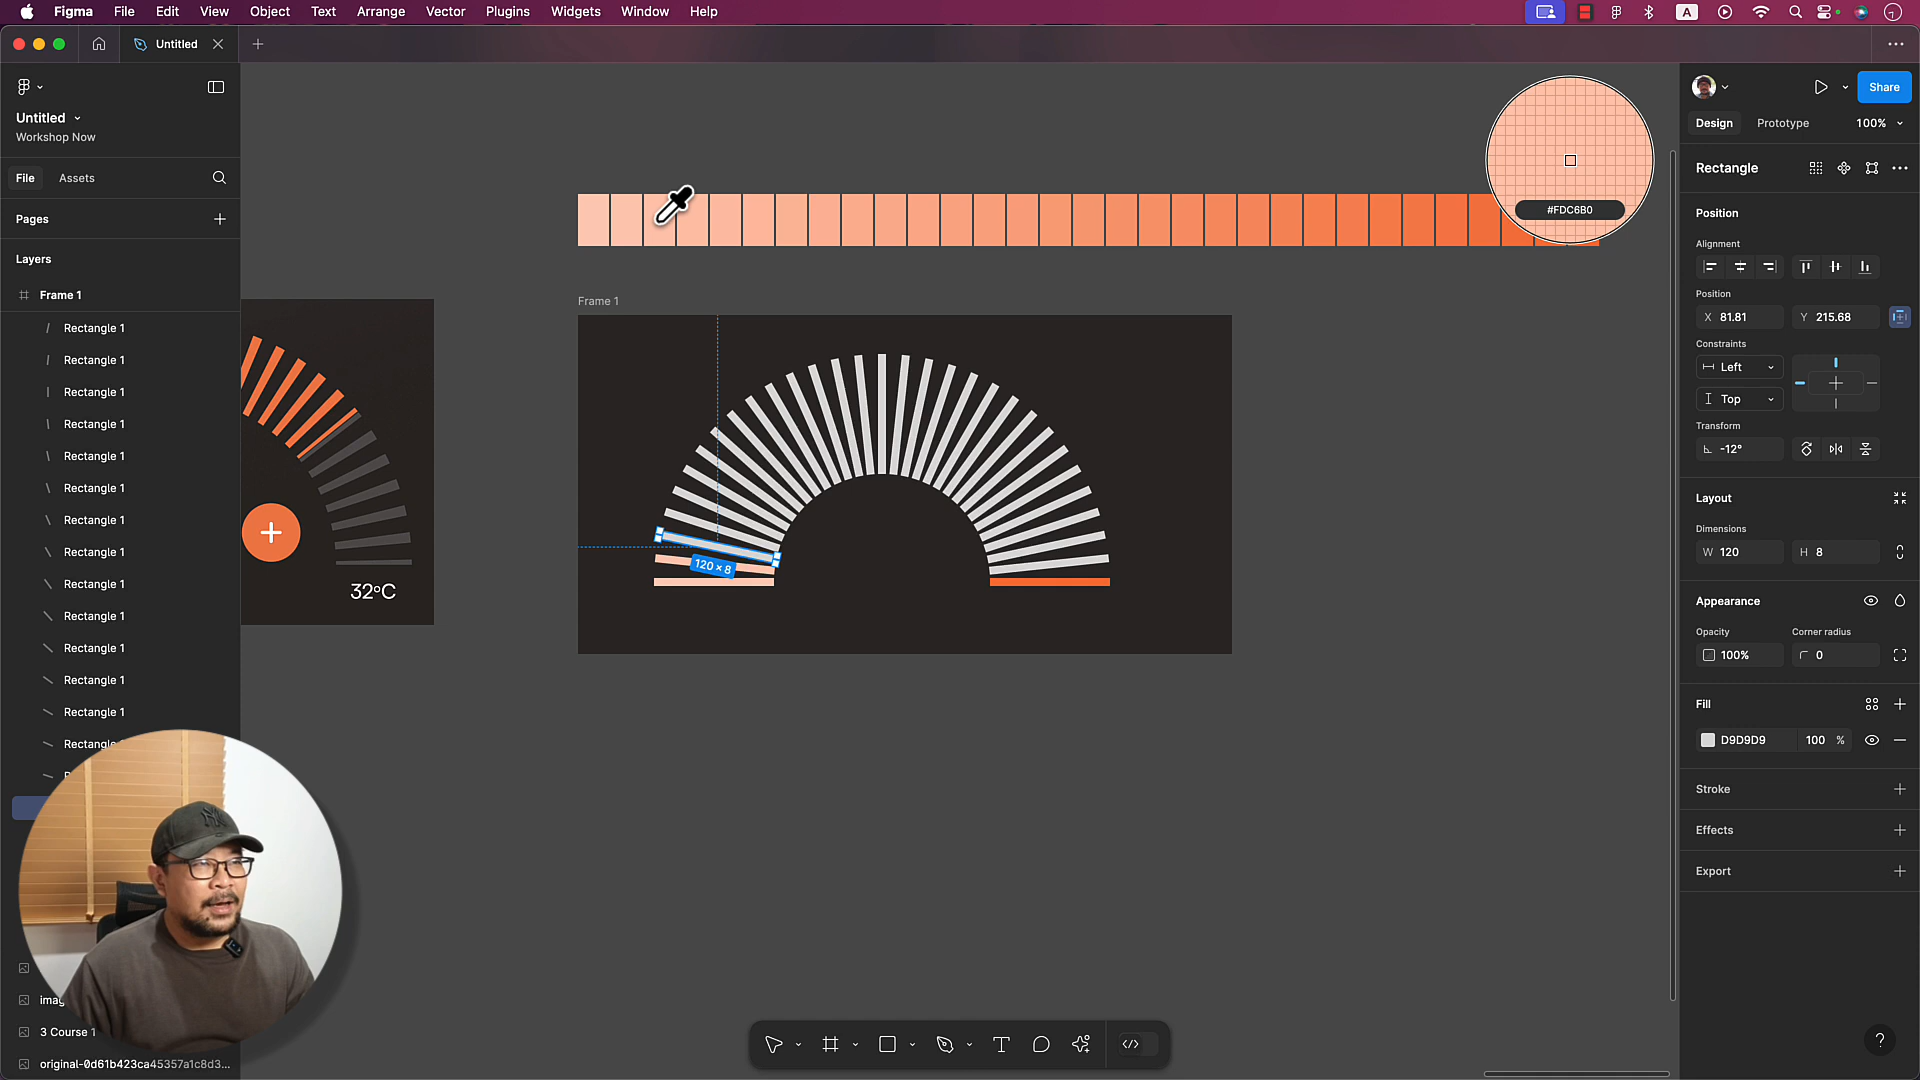 Figma File Edit View Object Text Arrange Vector Plugins Widgets Window Help
A
Untitled
Untitled
Workshop Now
File Assets
Pages
Layers
Frame 1
Rectangle 1
Rectangle 1
Rectangle 1
Rectangle 1
Rectangle 1
Rectangle 1
Rectangle 1
Rectangle 1
Rectangle 1
Rectangle 1
Rectangle 1
Rectangle 1
Rectangle 1
Rectangle
3 Course 1
original-0d61b423ca45357a1c8d3...
32°C
Frame 1
120 × 8
#FDC6B0
Share
Design Prototype 100%
Rectangle
Position
Alignment
Position
X 81.81 Y 215.68
Constraints
Left
Top
Transform
-12°
Layout
Dimensions
W 120 H 8
Appearance
Opacity Corner radius
100% 0
Fill
D9D9D9 100 %
Stroke
Effects
Export
?